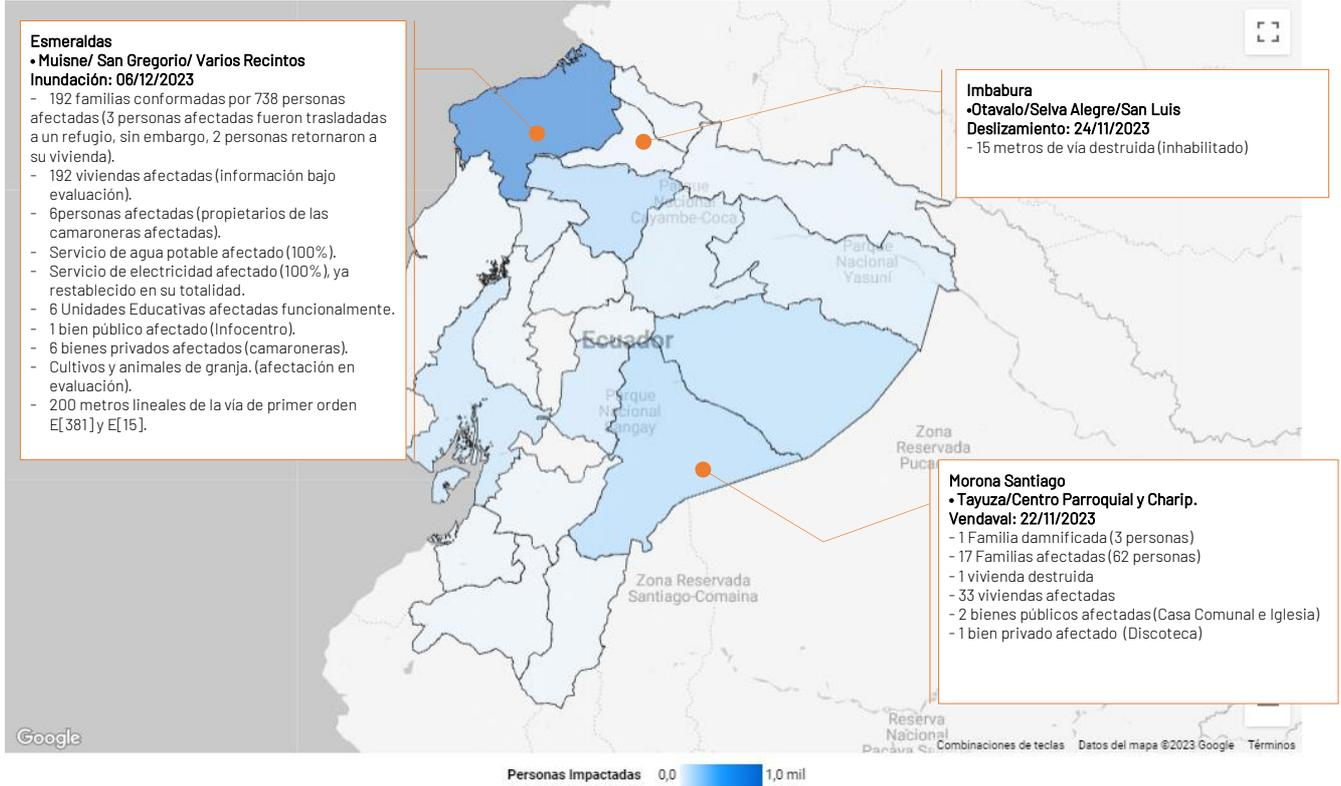 Esmeraldas
• Muisne/ San Gregorio/ Varios Recintos
Inundación: 06/12/2023
- 192 familias conformadas por 738 personas
afectadas (3 personas afectadas fueron trasladadas
a un refugio, sin embargo, 2 personas retornaron a
su vivienda).
- 192 viviendas afectadas (información bajo
evaluación).
- 6personas afectadas (propietarios de las
camaroneras afectadas).
- Servicio de agua potable afectado (100%).
- Servicio de electricidad afectado (100%), ya
restablecido en su totalidad.
- 6 Unidades Educativas afectadas funcionalmente.
- 1 bien público afectado (Infocentro).
- 6 bienes privados afectados (camaroneras).
- Cultivos y animales de granja. (afectación en
evaluación).
- 200 metros lineales de la vía de primer orden
E[381] y E[15].
Imbabura
•Otavalo/Selva Alegre/San Luis
Deslizamiento: 24/11/2023
- 15 metros de vía destruida (inhabilitado)
Parque
Nacional
Cayambe-Coca
Parque
Nacional
Yasuní
Ecuador
Parque
Nacional
Sangay
Zona
Reservada
Morona Santiago
• Tayuza/Centro Parroquial y Charip.
Vendaval: 22/11/2023
- 1 Familia damnificada (3 personas)
- 17 Familias afectadas (62 personas)
- 1 vivienda destruida
- 33 viviendas afectadas
- 2 bienes públicos afectadas (Casa Comunal e Iglesia)
- 1 bien privado afectado (Discoteca)
Zona Reservada
Santiago-Comaina
Reserva
Nacional
Google
Combinaciones de teclas Datos del mapa ©2023 Google Términos
Personas Impactadas 0,0 1,0 mil